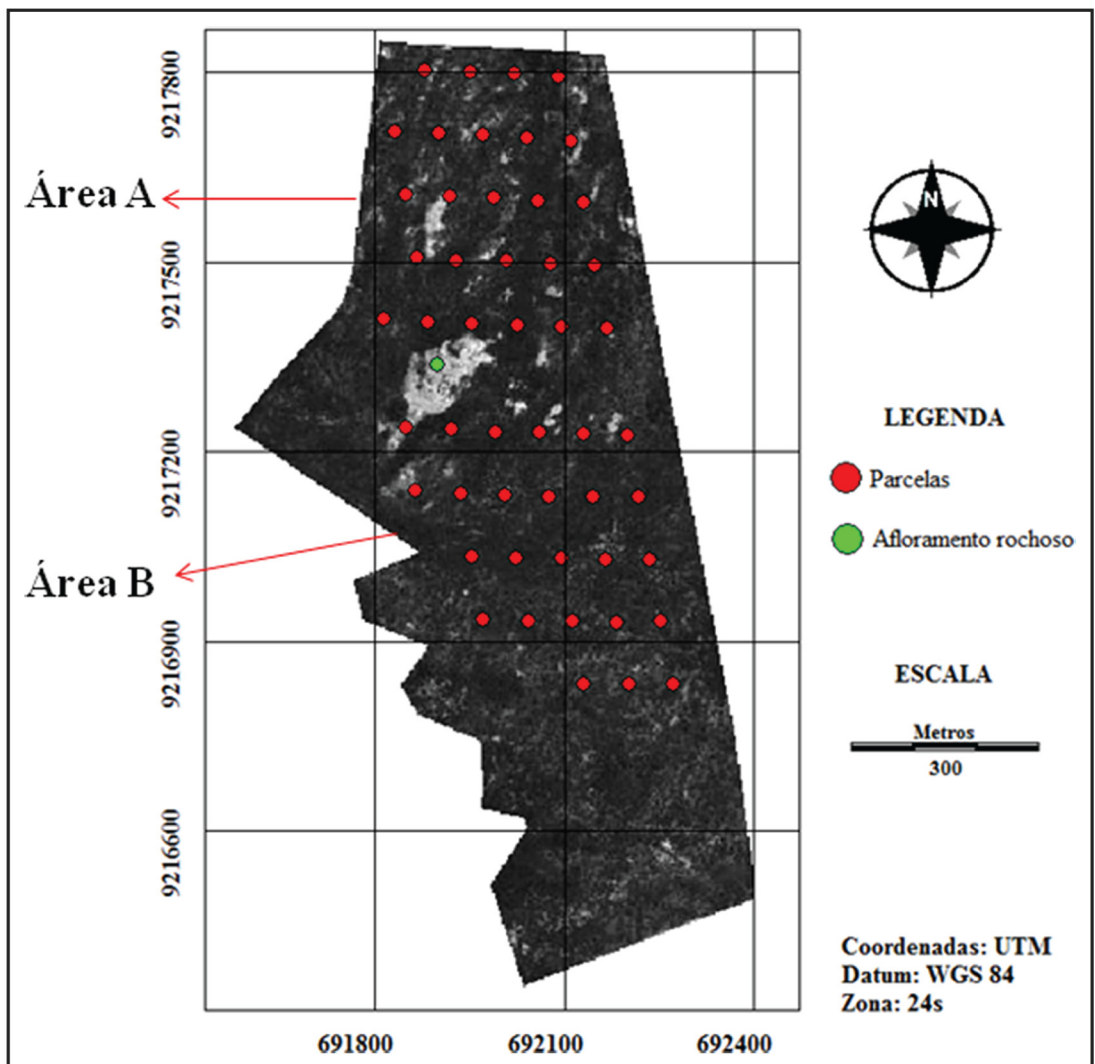 9217800
9217500
9217200
9216900
9216600
Área A
Área B
N
LEGENDA
Parcelas
Afloramento rochoso
ESCALA
Metros
300
Coordenadas: UTM
Datum: WGS 84
Zona: 24s
691800
692100
692400